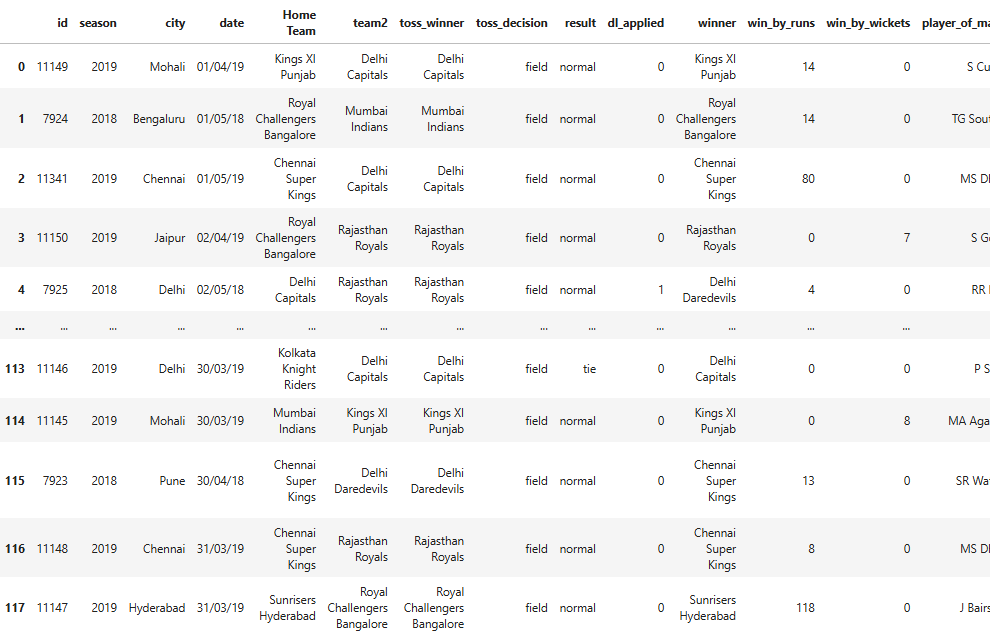 id season city date Home Team team2 toss_winner toss_decision result dl_applied winner win_by_runs win_by_wickets player_of_ma
0 11149 2019 Mohali 01/04/19 Kings XI Punjab Delhi Capitals Delhi Capitals field normal 0 Kings XI Punjab 14 0 S Cu
1 7924 2018 Bengaluru 01/05/18 Royal Challengers Bangalore Mumbai Indians Mumbai Indians field normal 0 Royal Challengers Bangalore 14 0 TG Sout
2 11341 2019 Chennai 01/05/19 Chennai Super Kings Delhi Capitals Delhi Capitals field normal 0 Chennai Super Kings 80 0 MS D
3 11150 2019 Jaipur 02/04/19 Royal Challengers Bangalore Rajasthan Royals Rajasthan Royals field normal 0 Rajasthan Royals 0 7 S G
4 7925 2018 Delhi 02/05/18 Delhi Capitals Rajasthan Royals Rajasthan Royals field normal 1 Delhi Daredevils 4 0 RR
... ... ... ... ... ... ... ... ... ... ... ... ... ...
113 11146 2019 Delhi 30/03/19 Kolkata Knight Riders Delhi Capitals Delhi Capitals field tie 0 Delhi Capitals 0 0 P S
114 11145 2019 Mohali 30/03/19 Mumbai Indians Kings XI Punjab Kings XI Punjab field normal 0 Kings XI Punjab 0 8 MA Aga
115 7923 2018 Pune 30/04/18 Chennai Super Kings Delhi Daredevils Delhi Daredevils field normal 0 Chennai Super Kings 13 0 SR Wa
116 11148 2019 Chennai 31/03/19 Chennai Super Kings Rajasthan Royals Rajasthan Royals field normal 0 Chennai Super Kings 8 0 MS D
117 11147 2019 Hyderabad 31/03/19 Sunrisers Hyderabad Royal Challengers Bangalore Royal Challengers Bangalore field normal 0 Sunrisers Hyderabad 118 0 J Bairs